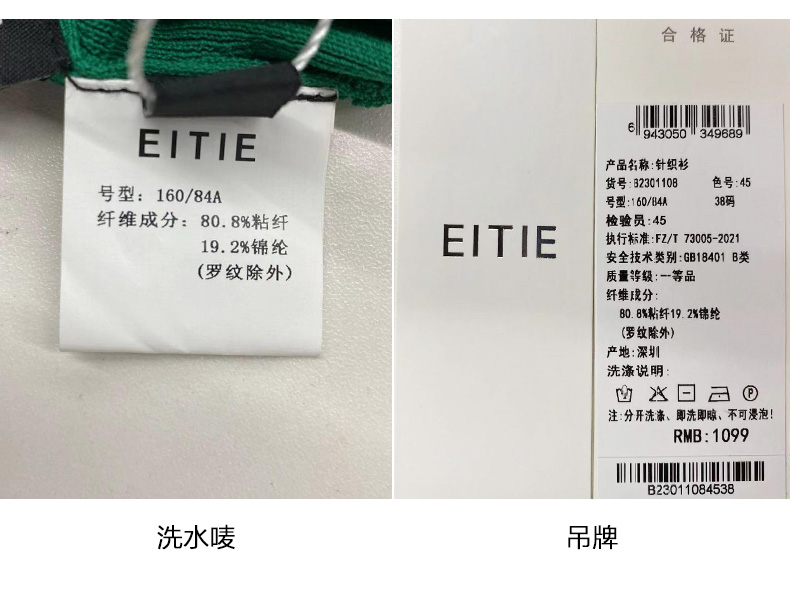 EITIE
号型：160/84A
纤维成分：80.8%粘纤
19.2%锦纶
(罗纹除外)
EITIE
合格证
6 943050 349689
产品名称:针织衫
货号:B2301108 色号:45
号型:160/84A 38码
检验员:45
执行标准:FZ/T 73005-2021
安全技术类别:GB18401 B类
质量等级:一等品
纤维成分:
80.8%粘纤19.2%锦纶
(罗纹除外)
产地:深圳
洗涤说明:
P
注:分开洗涤、即洗即晾、不可浸泡!
RMB:1099
B23011084538
洗水唛
吊牌